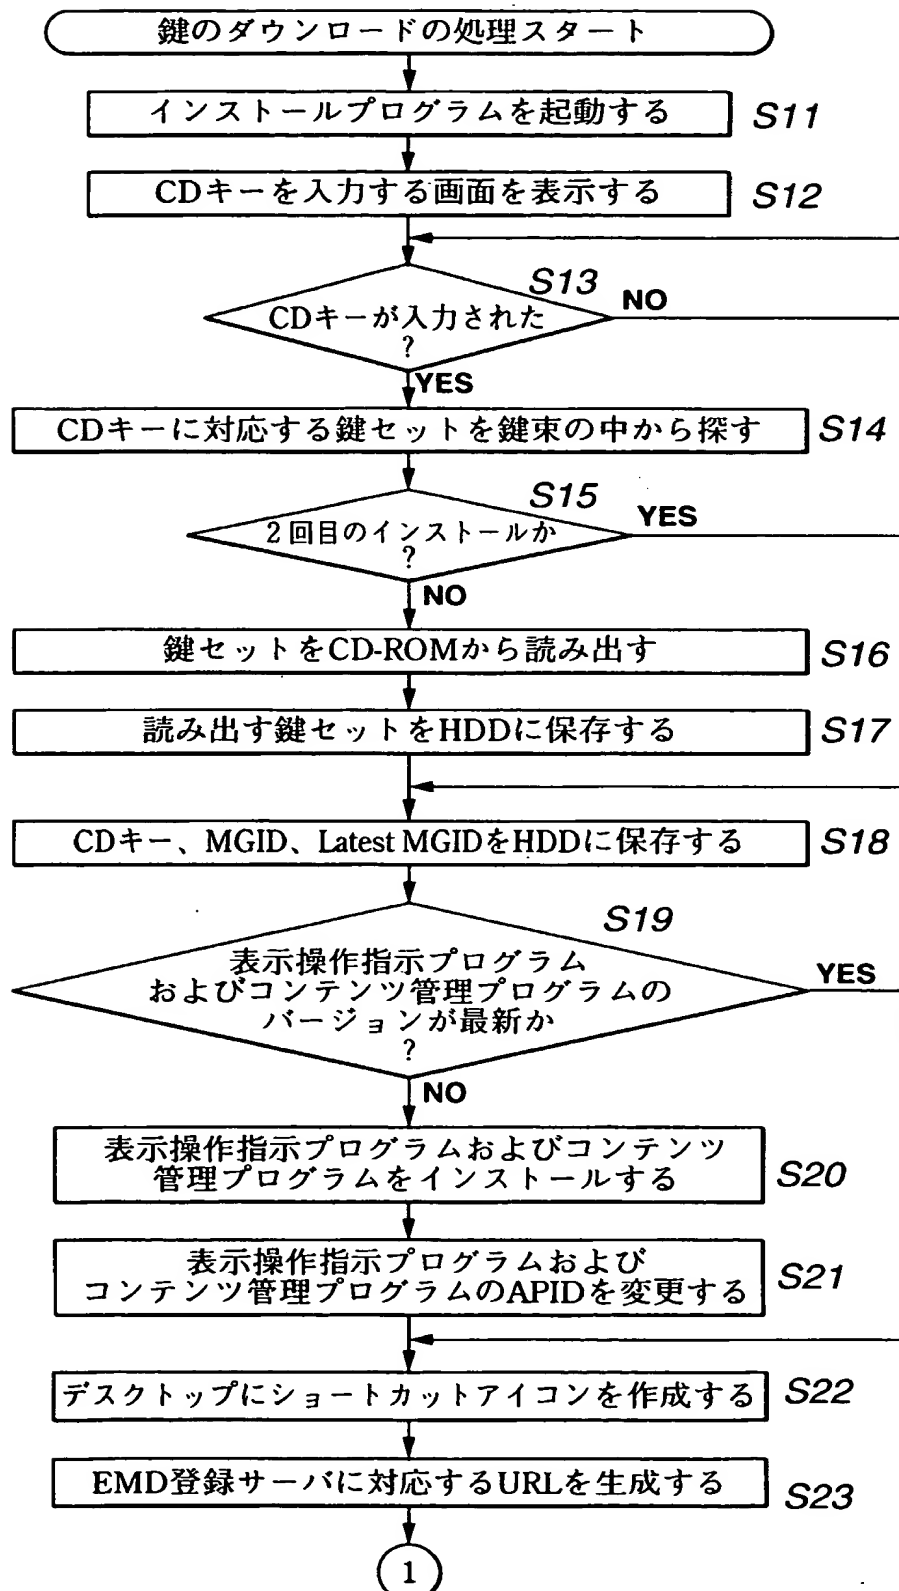 鍵のダウンロードの処理スタート
インストールプログラムを起動する
S11
CDキーを入力する画面を表示する
S12
S13
NO
CDキーが入力された
?
YES
CDキーに対応する鍵セットを鍵束の中から探す
S14
S15
YES
2回目のインストールか
?
NO
鍵セットをCD-ROMから読み出す
S16
読み出す鍵セットをHDDに保存する
S17
CDキー、MGID、Latest MGIDをHDDに保存する
S18
S19
表示操作指示プログラム
およびコンテンツ管理プログラムの
バージョンが最新か
?
YES
NO
表示操作指示プログラムおよびコンテンツ
管理プログラムをインストールする
S20
表示操作指示プログラムおよび
コンテンツ管理プログラムのAPIDを変更する
S21
デスクトップにショートカットアイコンを作成する
S22
EMD登録サーバに対応するURLを生成する
S23
1